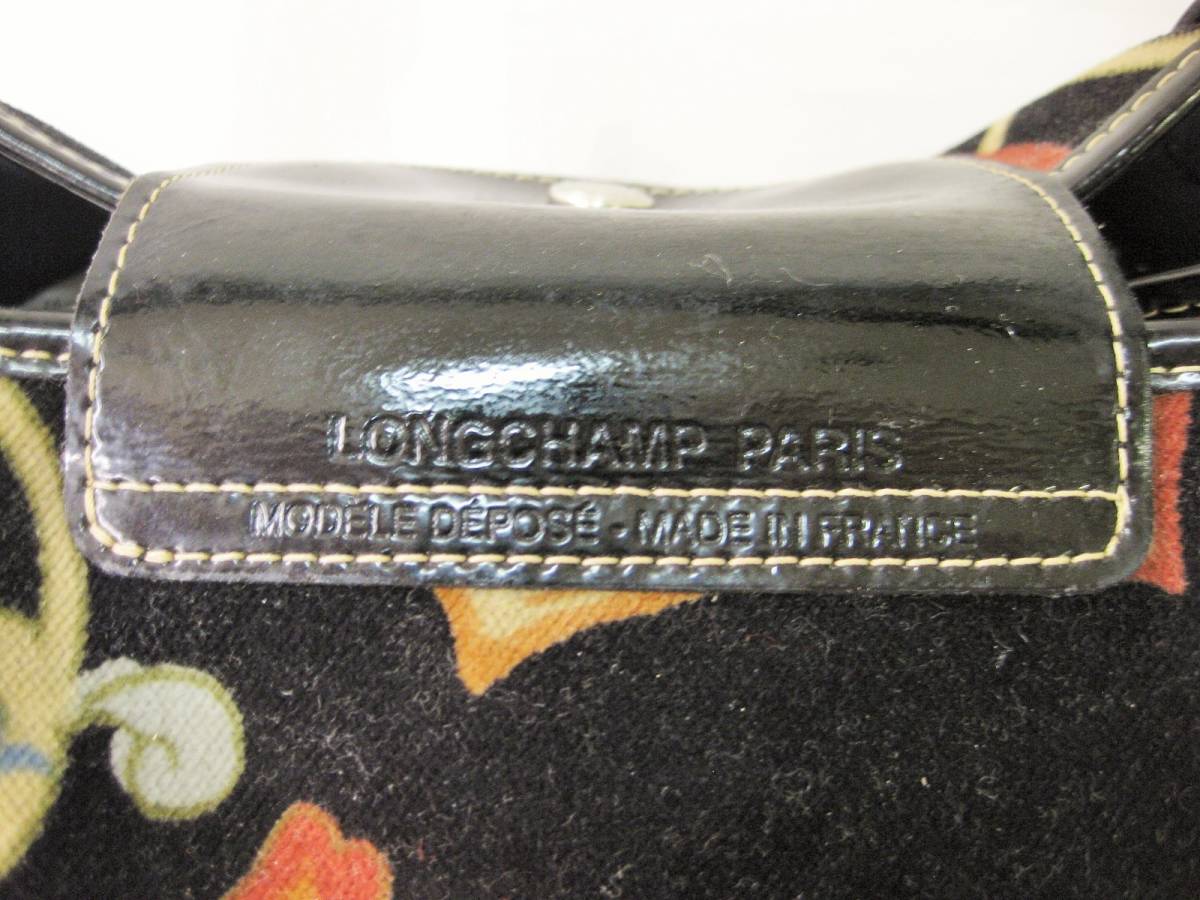 LONGCHAMP PARIS
MODÈLE DÉPOSÉ · MADE IN FRANCE